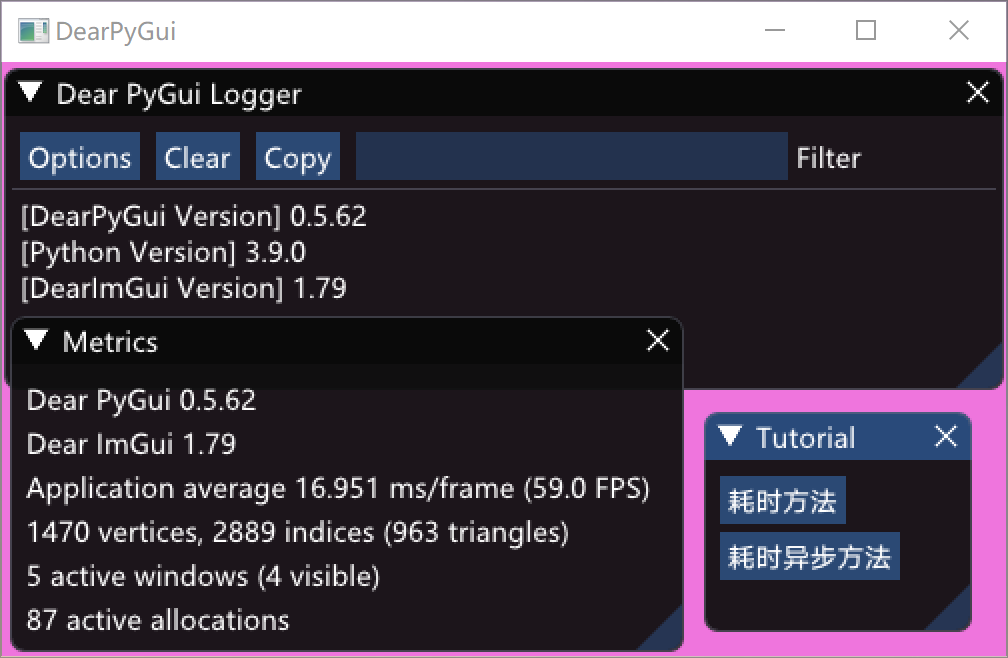 DearPyGui
Dear PyGui Logger
Options Clear Copy Filter
[DearPyGui Version] 0.5.62
[Python Version] 3.9.0
[DearImGui Version] 1.79
Metrics
Dear PyGui 0.5.62
Dear ImGui 1.79
Application average 16.951 ms/frame (59.0 FPS)
1470 vertices, 2889 indices (963 triangles)
5 active windows (4 visible)
87 active allocations
Tutorial
耗时方法
耗时异步方法